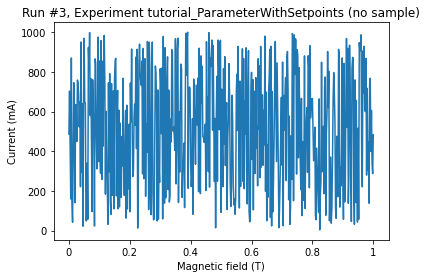 Run #3, Experiment tutorial_ParameterWithSetpoints (no sample)
1000
800
600
400
200
0
Current (mA)
0 0.2 0.4 0.6 0.8 1
Magnetic field (T)